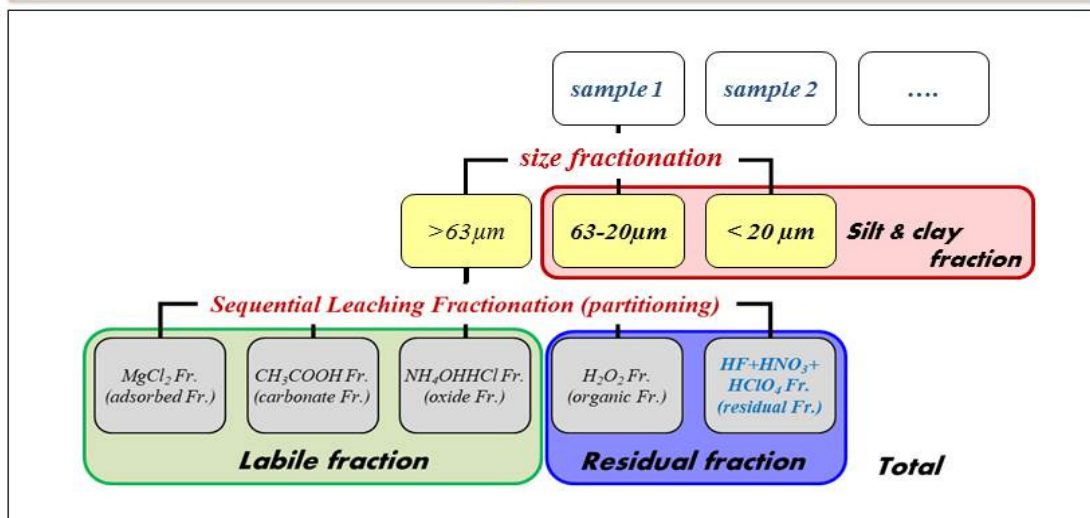 sample 1
sample 2
....
size fractionation
>63μm
63-20μm
< 20 μm
Silt & clay
fraction
Sequential Leaching Fractionation (partitioning)
MgCl₂ Fr.
(adsorbed Fr.)
CH₃COOH Fr.
(carbonate Fr.)
NH₄OHHCl Fr.
(oxide Fr.)
H₂O₂ Fr.
(organic Fr.)
HF+HNO₃+
HClO₄ Fr.
(residual Fr.)
Labile fraction
Residual fraction
Total